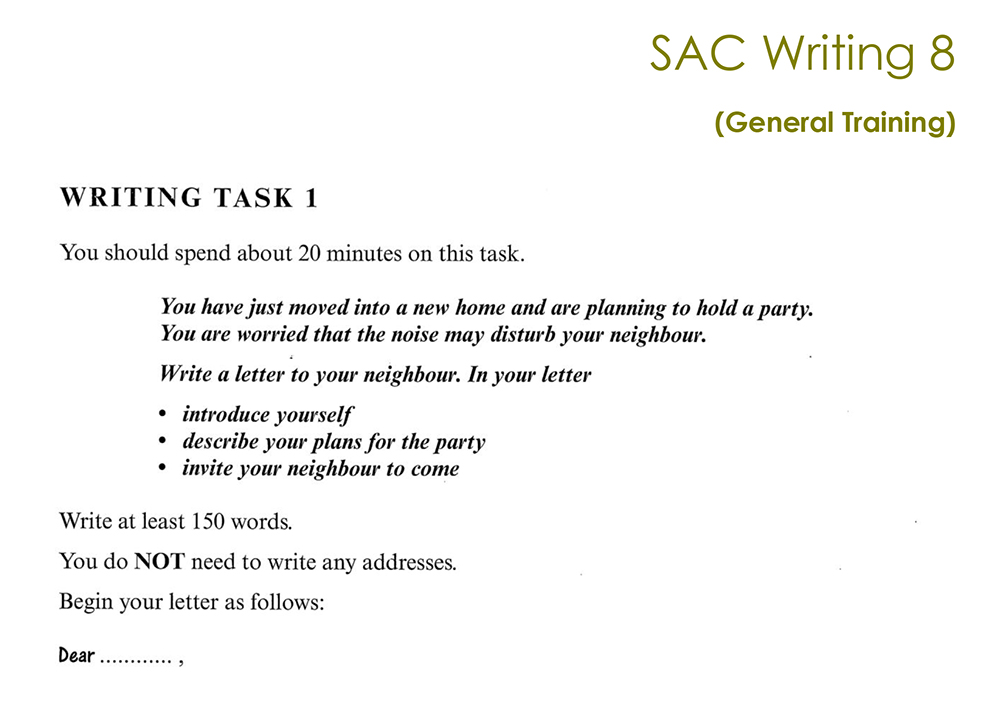 SAC Writing 8
(General Training)
WRITING TASK 1
You should spend about 20 minutes on this task.
You have just moved into a new home and are planning to hold a party.
You are worried that the noise may disturb your neighbour.
Write a letter to your neighbour. In your letter
• introduce yourself
• describe your plans for the party
• invite your neighbour to come
Write at least 150 words.
You do NOT need to write any addresses.
Begin your letter as follows:
Dear ............ ,